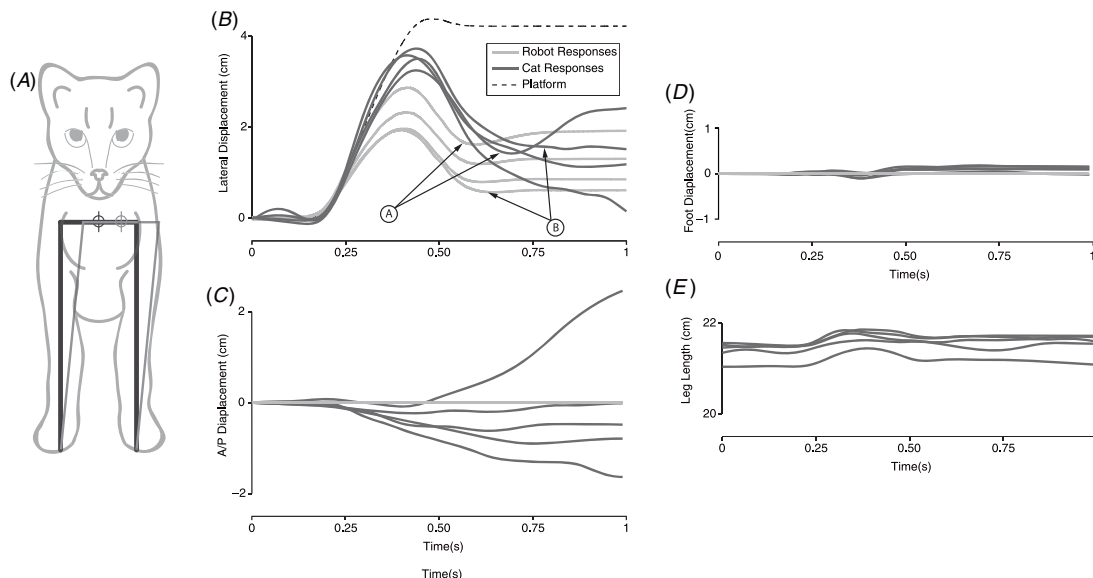 (A)
(B)
Lateral Displacement (cm)
4
2
0
Robot Responses
Cat Responses
Platform
A
B
0
0.25
0.50
0.75
1
(C)
A/P Diaplacement (cm)
2
0
−2
0
0.25
0.50
0.75
1
Time(s)
Time(s)
(D)
Foot Diaplacement(cm)
1
0
−1
0
0.25
0.50
0.75
1
Time(s)
(E)
Leg Length (cm)
22
20
0
0.25
0.50
0.75
1
Time(s)